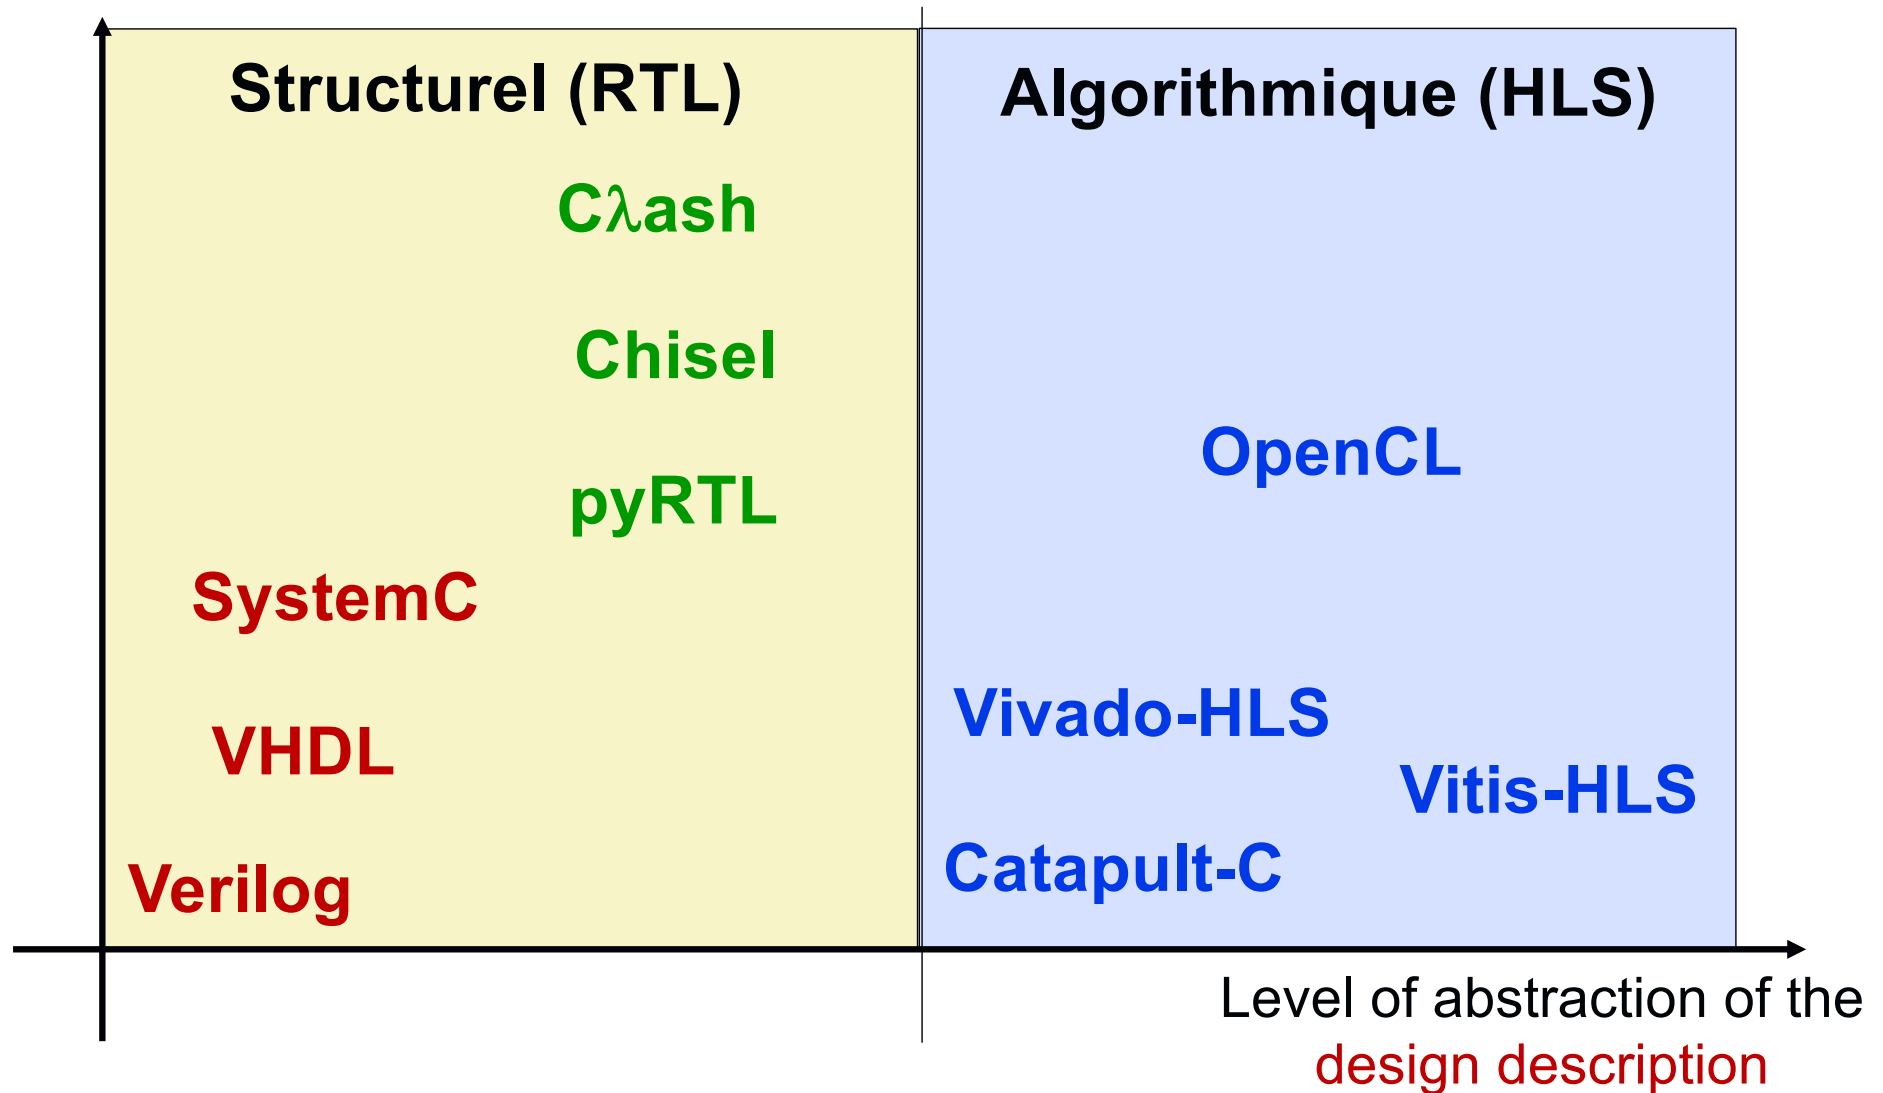 Structurel (RTL)
Algorithmique (HLS)
Cλash
Chisel
OpenCL
pyRTL
SystemC
Vivado-HLS
VHDL
Vitis-HLS
Catapult-C
Verilog
Level of abstraction of the
design description